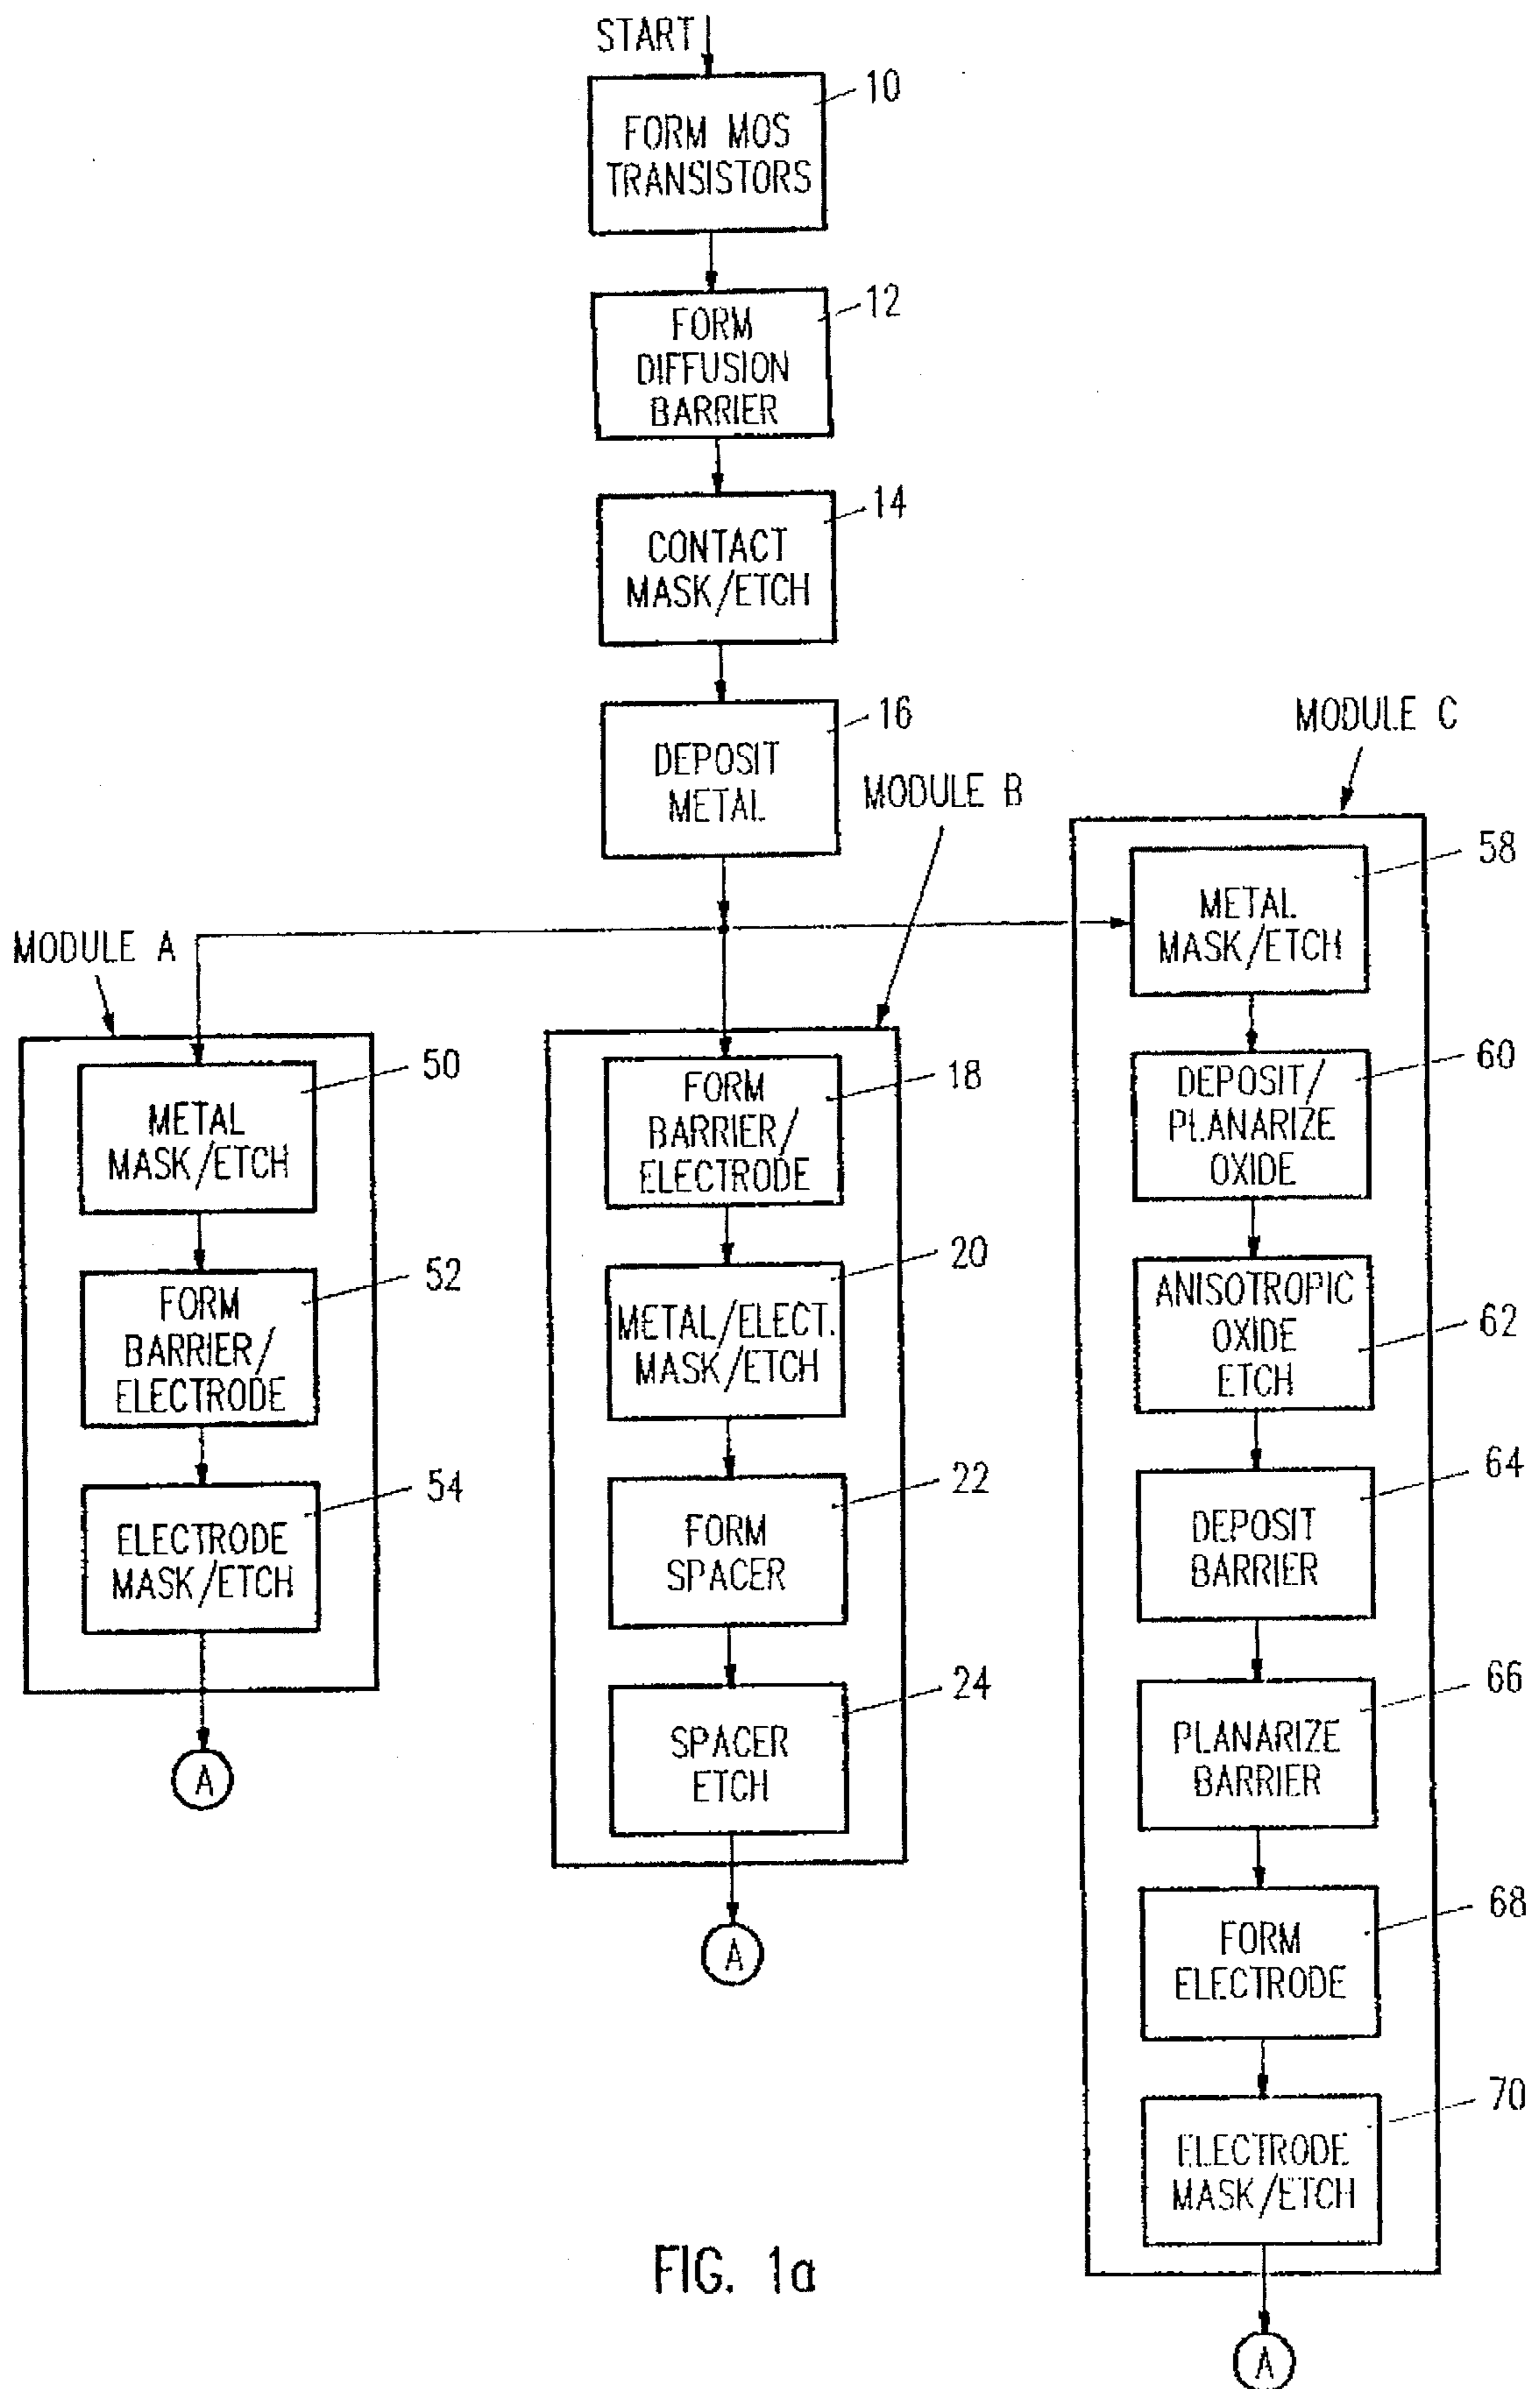 START
10
FORM MOS
TRANSISTORS
12
FORM
DIFFUSION
BARRIER
14
CONTACT
MASK/ETCH
16
DEPOSIT
METAL
MODULE A
50
METAL
MASK/ETCH
52
FORM
BARRIER/
ELECTRODE
54
ELECTRODE
MASK/ETCH
A
MODULE B
18
FORM
BARRIER/
ELECTRODE
20
METAL/ELECT.
MASK/ETCH
22
FORM
SPACER
24
SPACER
ETCH
A
MODULE C
58
METAL
MASK/ETCH
60
DEPOSIT/
PLANARIZE
OXIDE
62
ANISOTROPIC
OXIDE
ETCH
64
DEPOSIT
BARRIER
66
PLANARIZE
BARRIER
68
FORM
ELECTRODE
70
ELECTRODE
MASK/ETCH
A
FIG. 1a